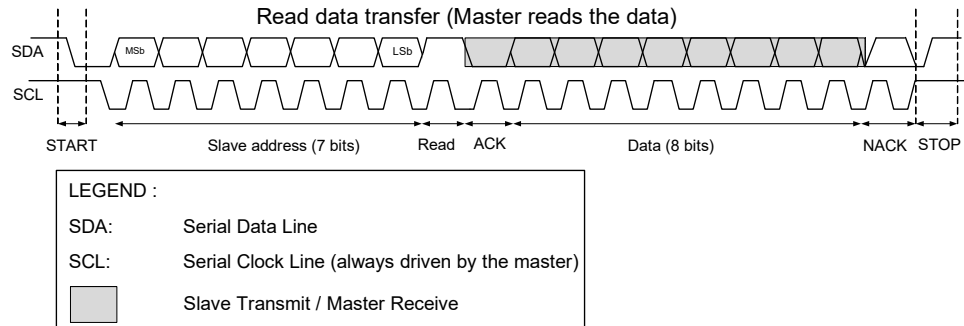 Read data transfer (Master reads the data)
SDA
MSb
LSb
SCL
START
Slave address (7 bits)
Read
ACK
Data (8 bits)
NACK
STOP
LEGEND :
SDA: Serial Data Line
SCL: Serial Clock Line (always driven by the master)
Slave Transmit / Master Receive